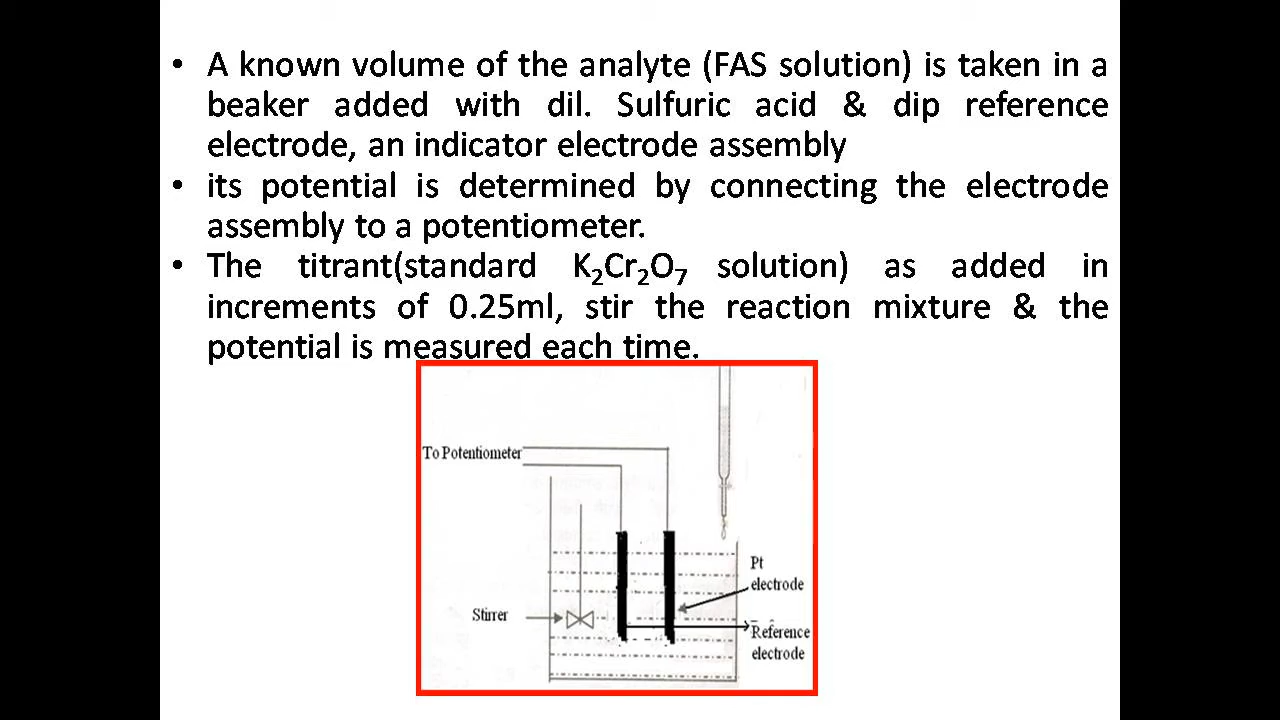 • A known volume of the analyte (FAS solution) is taken in a
beaker added with dil. Sulfuric acid & dip reference
electrode, an indicator electrode assembly
• its potential is determined by connecting the electrode
assembly to a potentiometer.
• The titrant(standard K₂Cr₂O₇ solution) as added in
increments of 0.25ml, stir the reaction mixture & the
potential is measured each time.
To Potentiometer
Pt
electrode
Stirrer
Reference
electrode